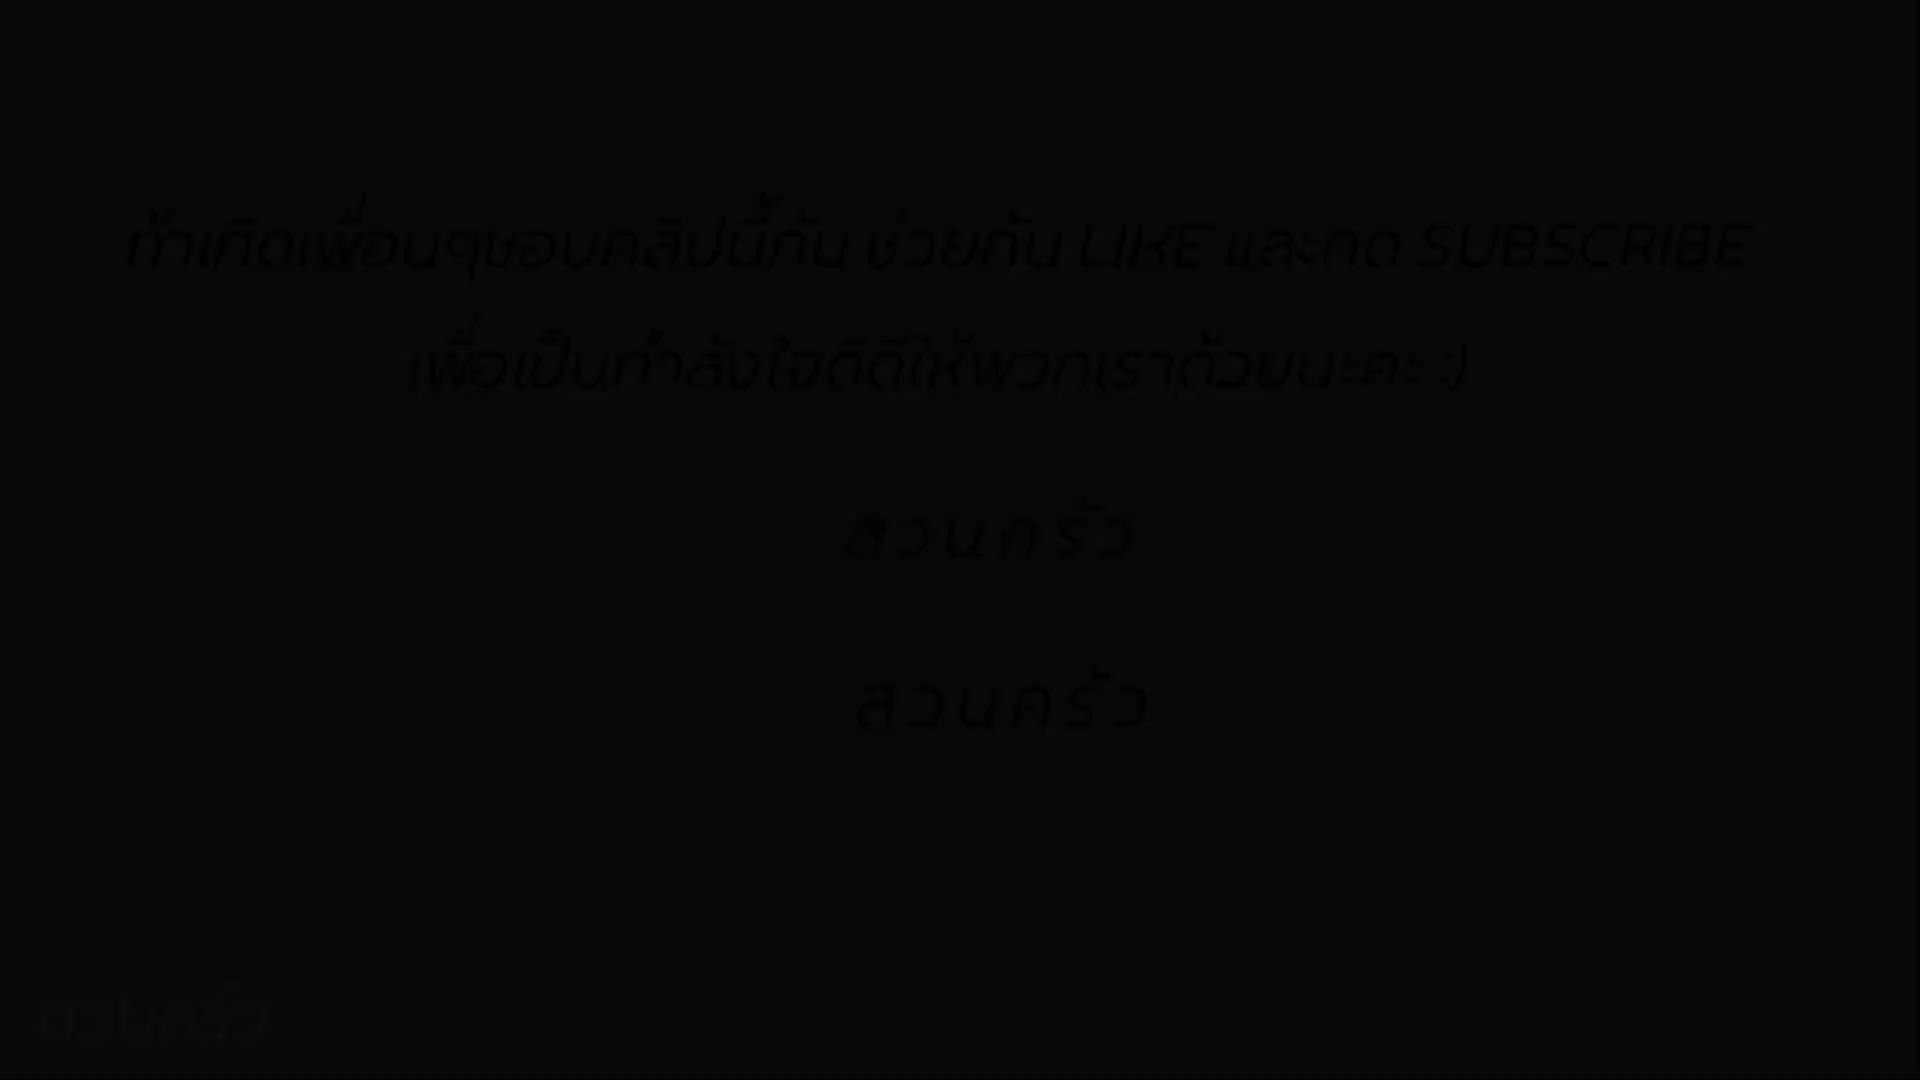 ถ้าเกิดเพื่อนๆชอบคลิปนี้กัน ช่วยกัน LIKE และกด SUBSCRIBE
เพื่อเป็นกำลังใจดีดีให้พวกเราด้วยนะคะ :)
สวนครัว
สวนครัว
สวนครัว